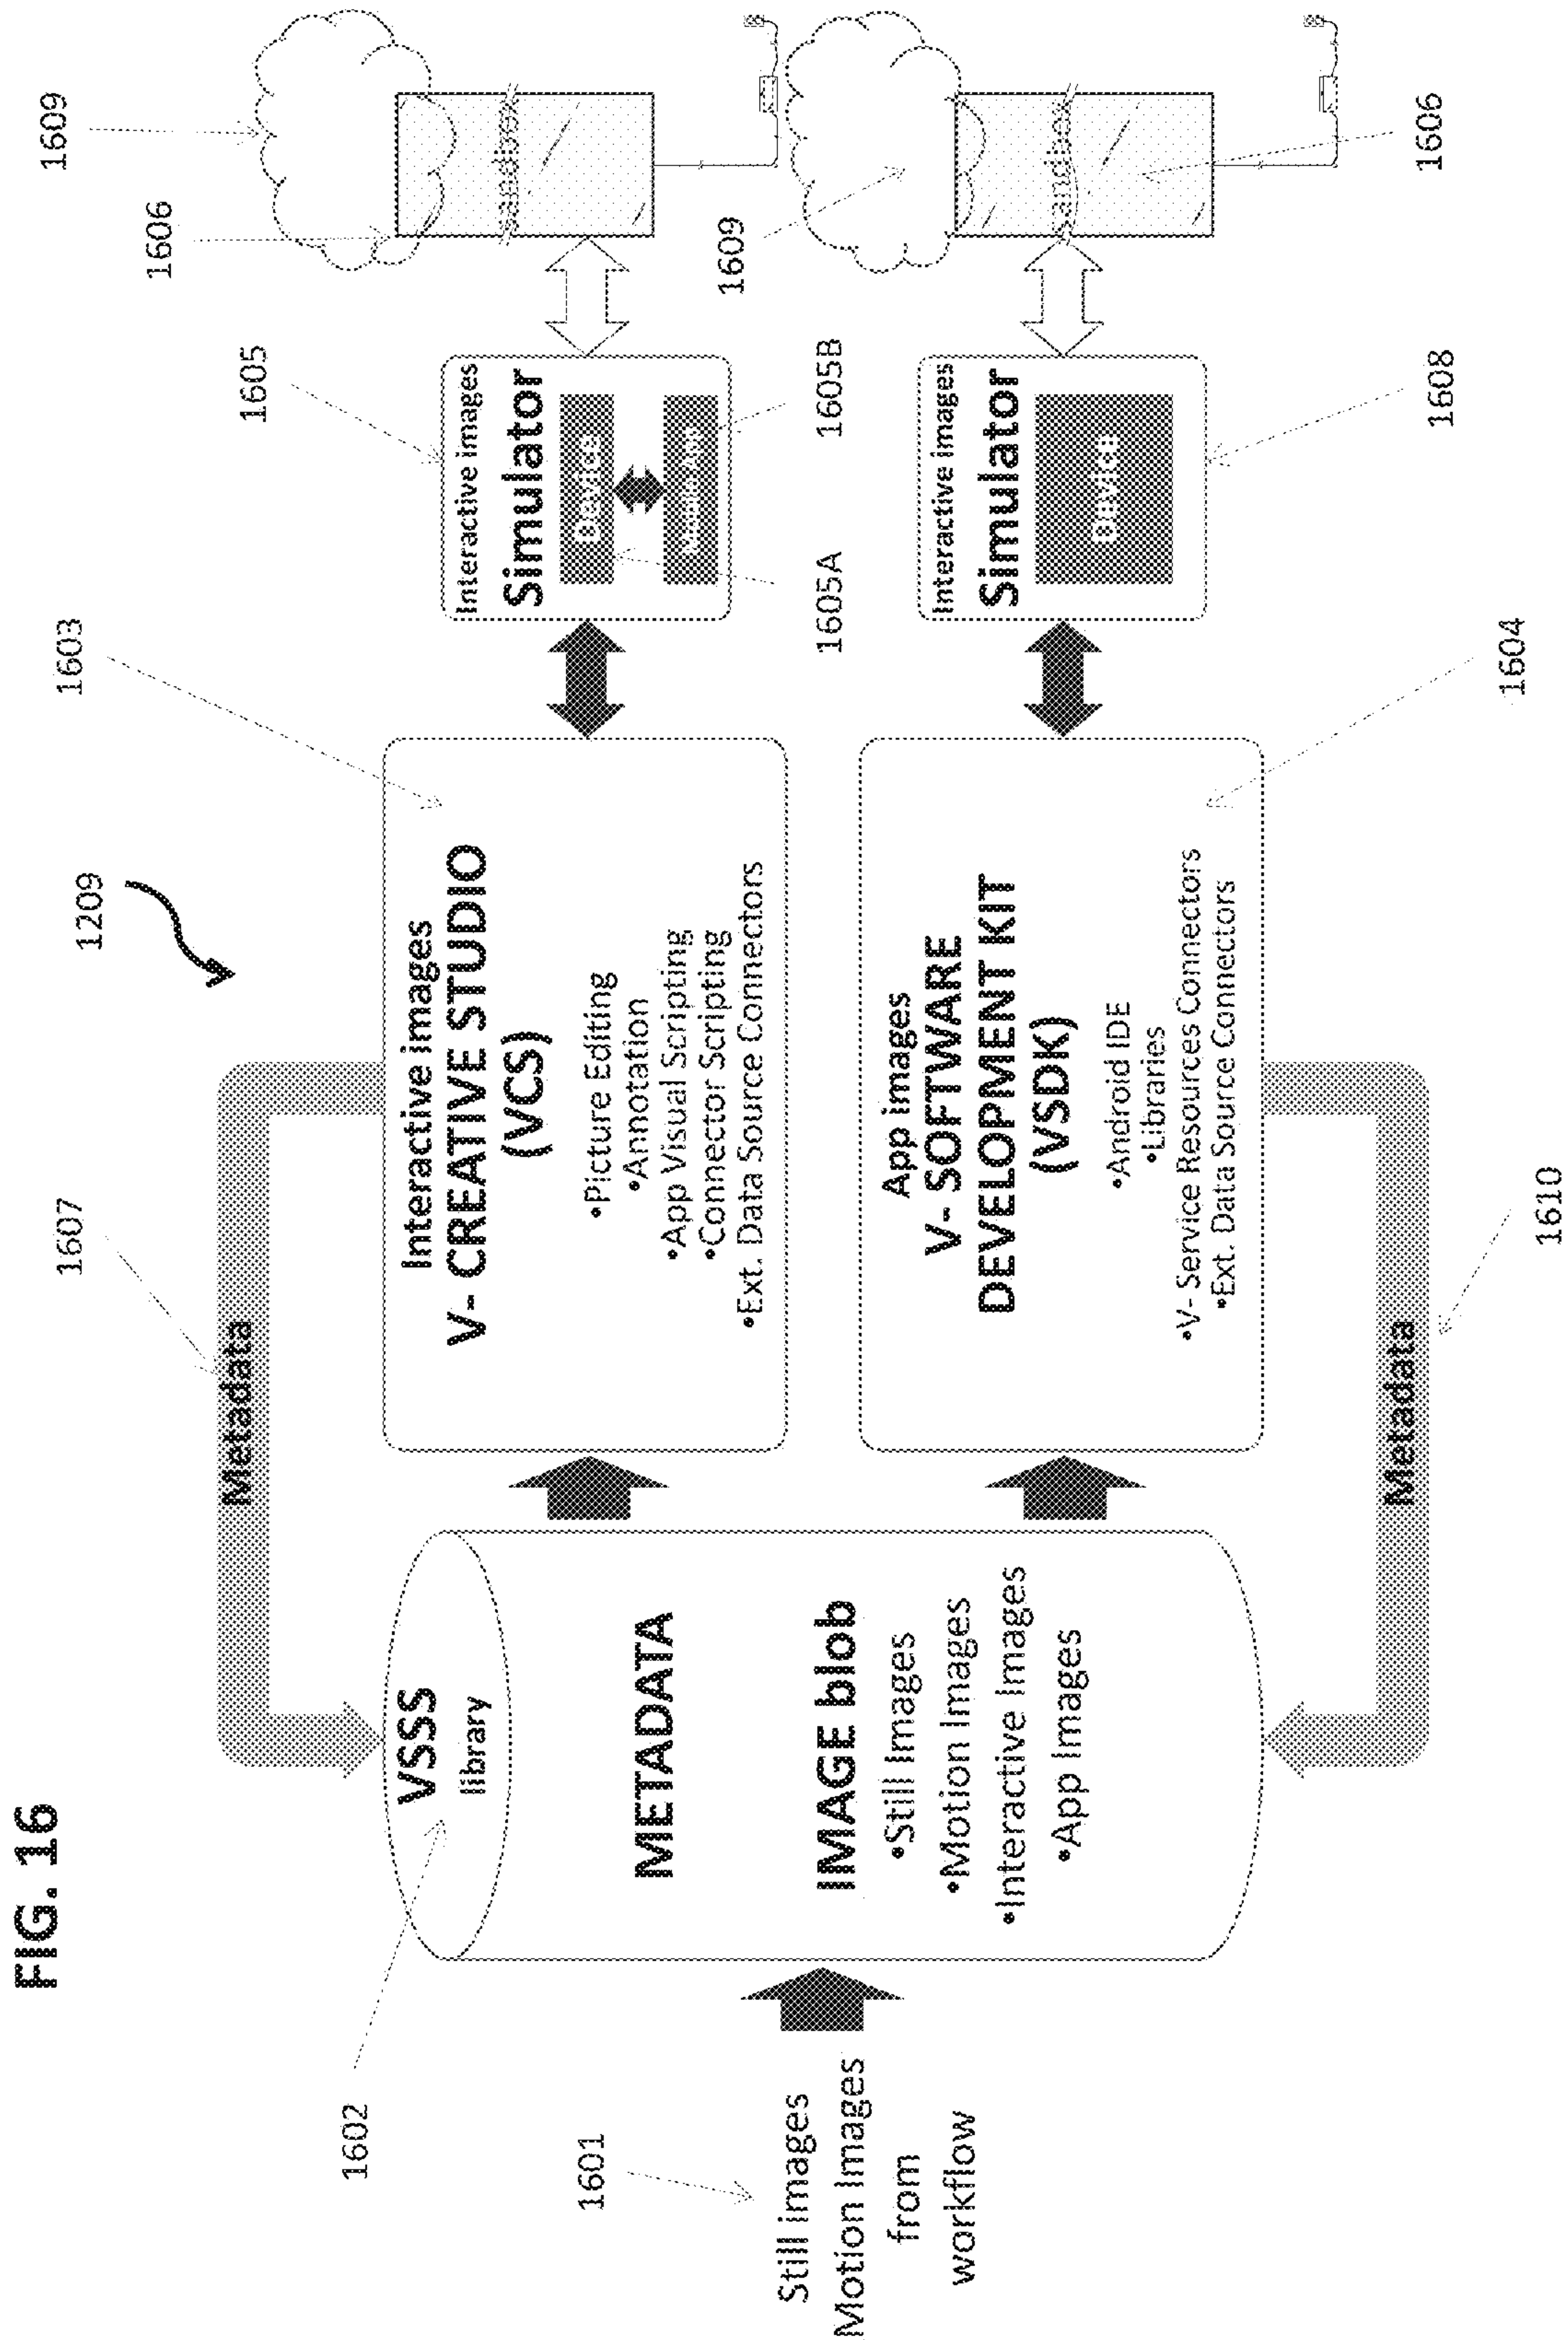 FIG. 16
1209
1601
Still images
Motion Images
from
workflow
1602
VSSS
library
METADATA
IMAGE blob
•Still Images
•Motion Images
•Interactive Images
•App Images
1607
Metadata
1603
Interactive images
V- CREATIVE STUDIO
(VCS)
•Picture Editing
•Annotation
•App Visual Scripting
•Connector Scripting
•Ext. Data Source Connectors
App images
V- SOFTWARE
DEVELOPMENT KIT
(VSDK)
•Android IDE
•Libraries
•V- Service Resources Connectors
•Ext. Data Source Connectors
1604
Metadata
1610
1605
Interactive images
Simulator
Device
1605A
1605B
Interactive images
Simulator
Device
1608
1606
1609
1609
1606